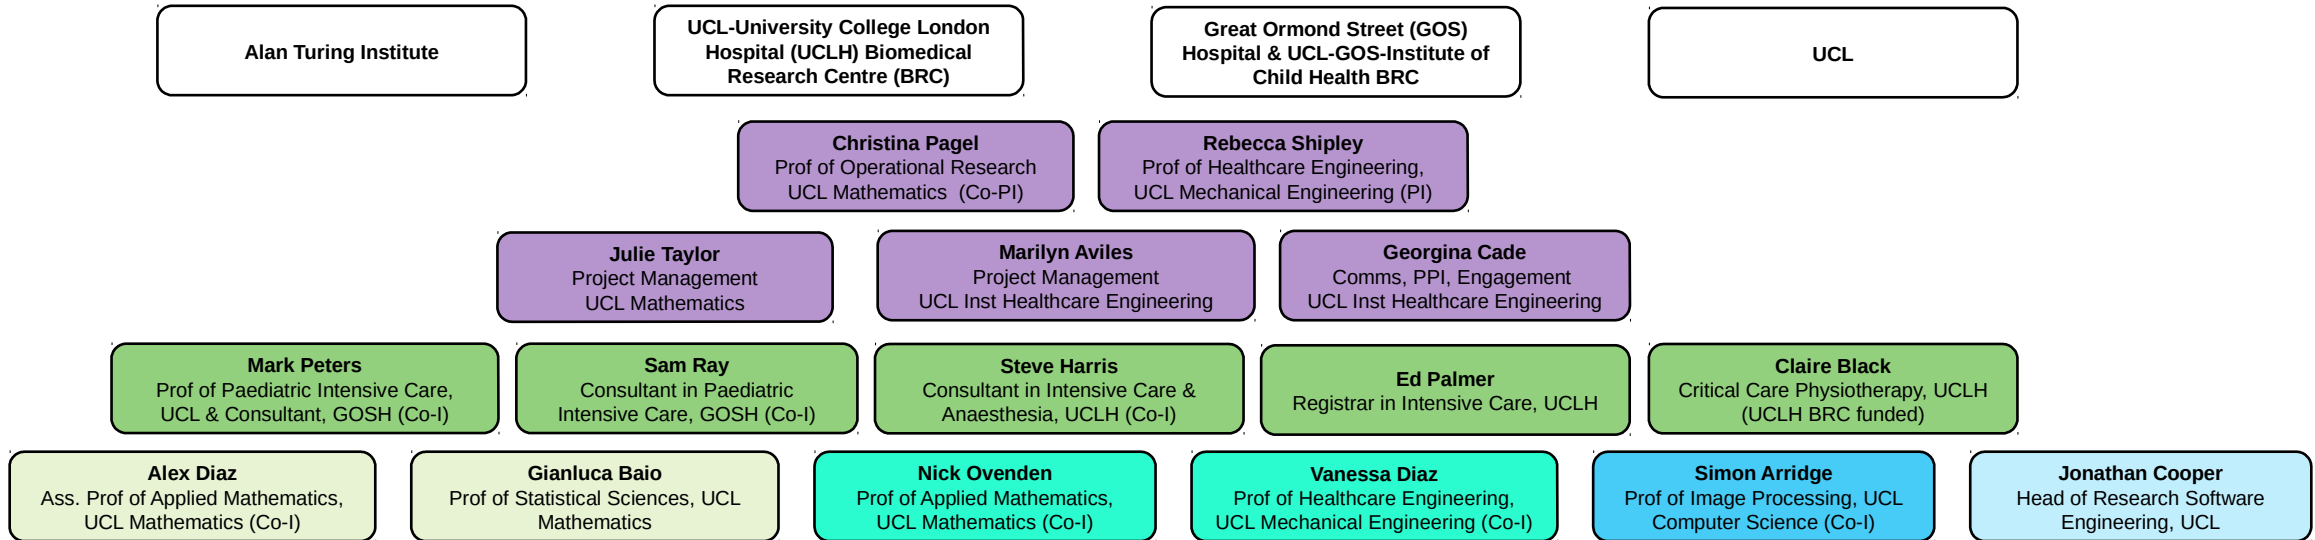 Alan Turing Institute
UCL-University College London
Hospital (UCLH) Biomedical
Research Centre (BRC)
Great Ormond Street (GOS)
Hospital & UCL-GOS-Institute of
Child Health BRC
UCL
Christina Pagel
Prof of Operational Research
UCL Mathematics (Co-PI)
Rebecca Shipley
Prof of Healthcare Engineering,
UCL Mechanical Engineering (PI)
Julie Taylor
Project Management
UCL Mathematics
Marilyn Aviles
Project Management
UCL Inst Healthcare Engineering
Georgina Cade
Comms, PPI, Engagement
UCL Inst Healthcare Engineering
Mark Peters
Prof of Paediatric Intensive Care,
UCL & Consultant, GOSH (Co-I)
Sam Ray
Consultant in Paediatric
Intensive Care, GOSH (Co-I)
Steve Harris
Consultant in Intensive Care &
Anaesthesia, UCLH (Co-I)
Ed Palmer
Registrar in Intensive Care, UCLH
Claire Black
Critical Care Physiotherapy, UCLH
(UCLH BRC funded)
Alex Diaz
Ass. Prof of Applied Mathematics,
UCL Mathematics (Co-I)
Gianluca Baio
Prof of Statistical Sciences, UCL
Mathematics
Nick Ovenden
Prof of Applied Mathematics,
UCL Mathematics (Co-I)
Vanessa Diaz
Prof of Healthcare Engineering,
UCL Mechanical Engineering (Co-I)
Simon Arridge
Prof of Image Processing, UCL
Computer Science (Co-I)
Jonathan Cooper
Head of Research Software
Engineering, UCL